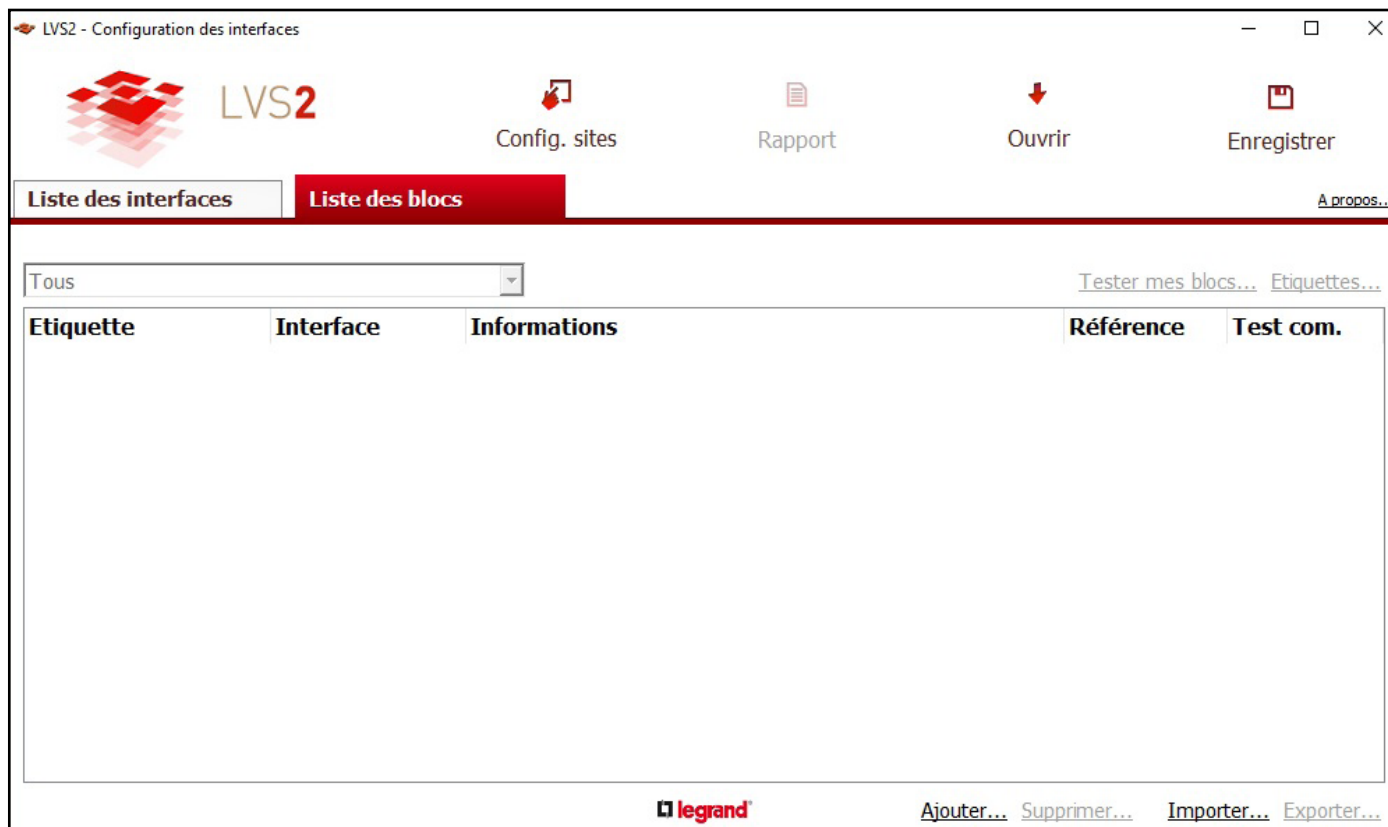 LVS2 - Configuration des interfaces
LVS2
Config. sites
Rapport
Ouvrir
Enregistrer
Liste des interfaces
Liste des blocs
A propos..
Tous
Tester mes blocs... Etiquettes...
Etiquette Interface Informations Référence Test com.
legrand
Ajouter... Supprimer... Importer... Exporter...